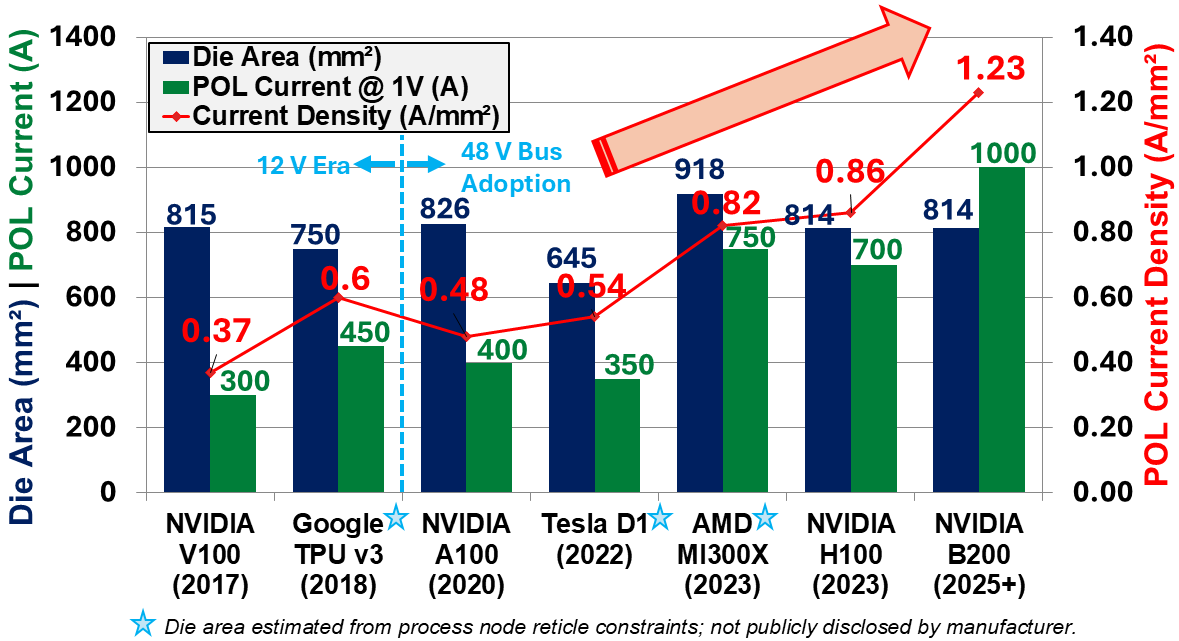 Die Area (mm²) | POL Current (A)
1400
1200
1000
800
600
400
200
0
Die Area (mm²)
POL Current @ 1V (A)
Current Density (A/mm²)
12 V Era
48 V Bus
Adoption
815
300
0.37
750
450
0.6
826
400
0.48
645
350
0.54
918
750
0.82
814
700
0.86
814
1000
1.23
1.40
1.20
1.00
0.80
0.60
0.40
0.20
0.00
POL Current Density (A/mm²)
NVIDIA
V100
(2017)
Google
TPU v3
(2018)
NVIDIA
A100
(2020)
Tesla D1
(2022)
AMD
MI300X
(2023)
NVIDIA
H100
(2023)
NVIDIA
B200
(2025+)
Die area estimated from process node reticle constraints; not publicly disclosed by manufacturer.